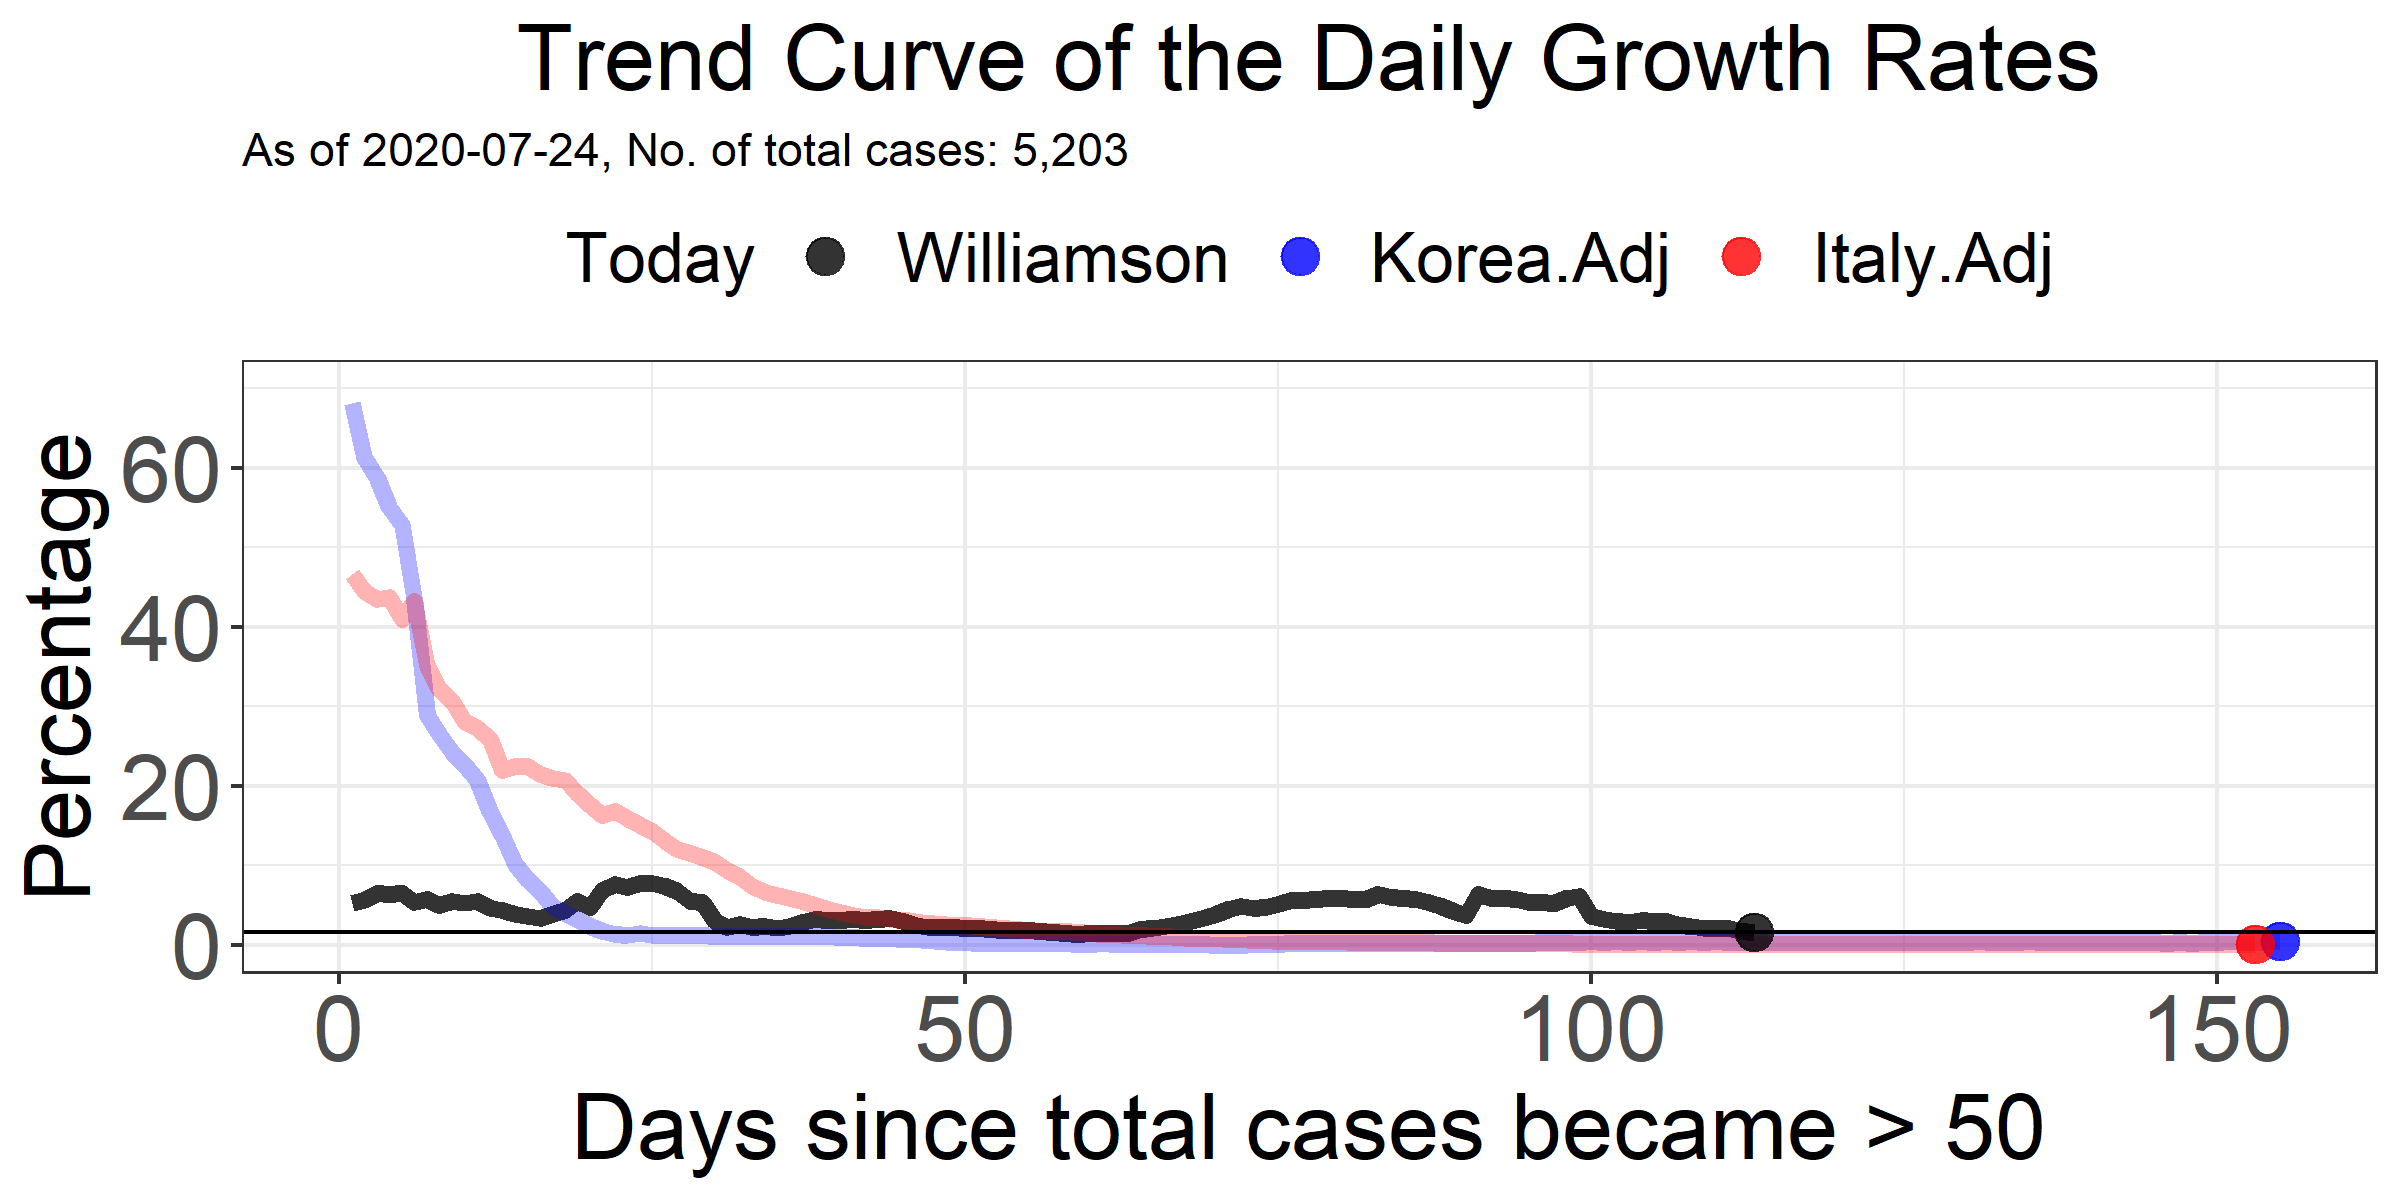 Trend Curve of the Daily Growth Rates
As of 2020-07-24, No. of total cases: 5,203
Today Williamson Korea.Adj Italy.Adj
Percentage
60
40
20
0
0 50 100 150
Days since total cases became > 50